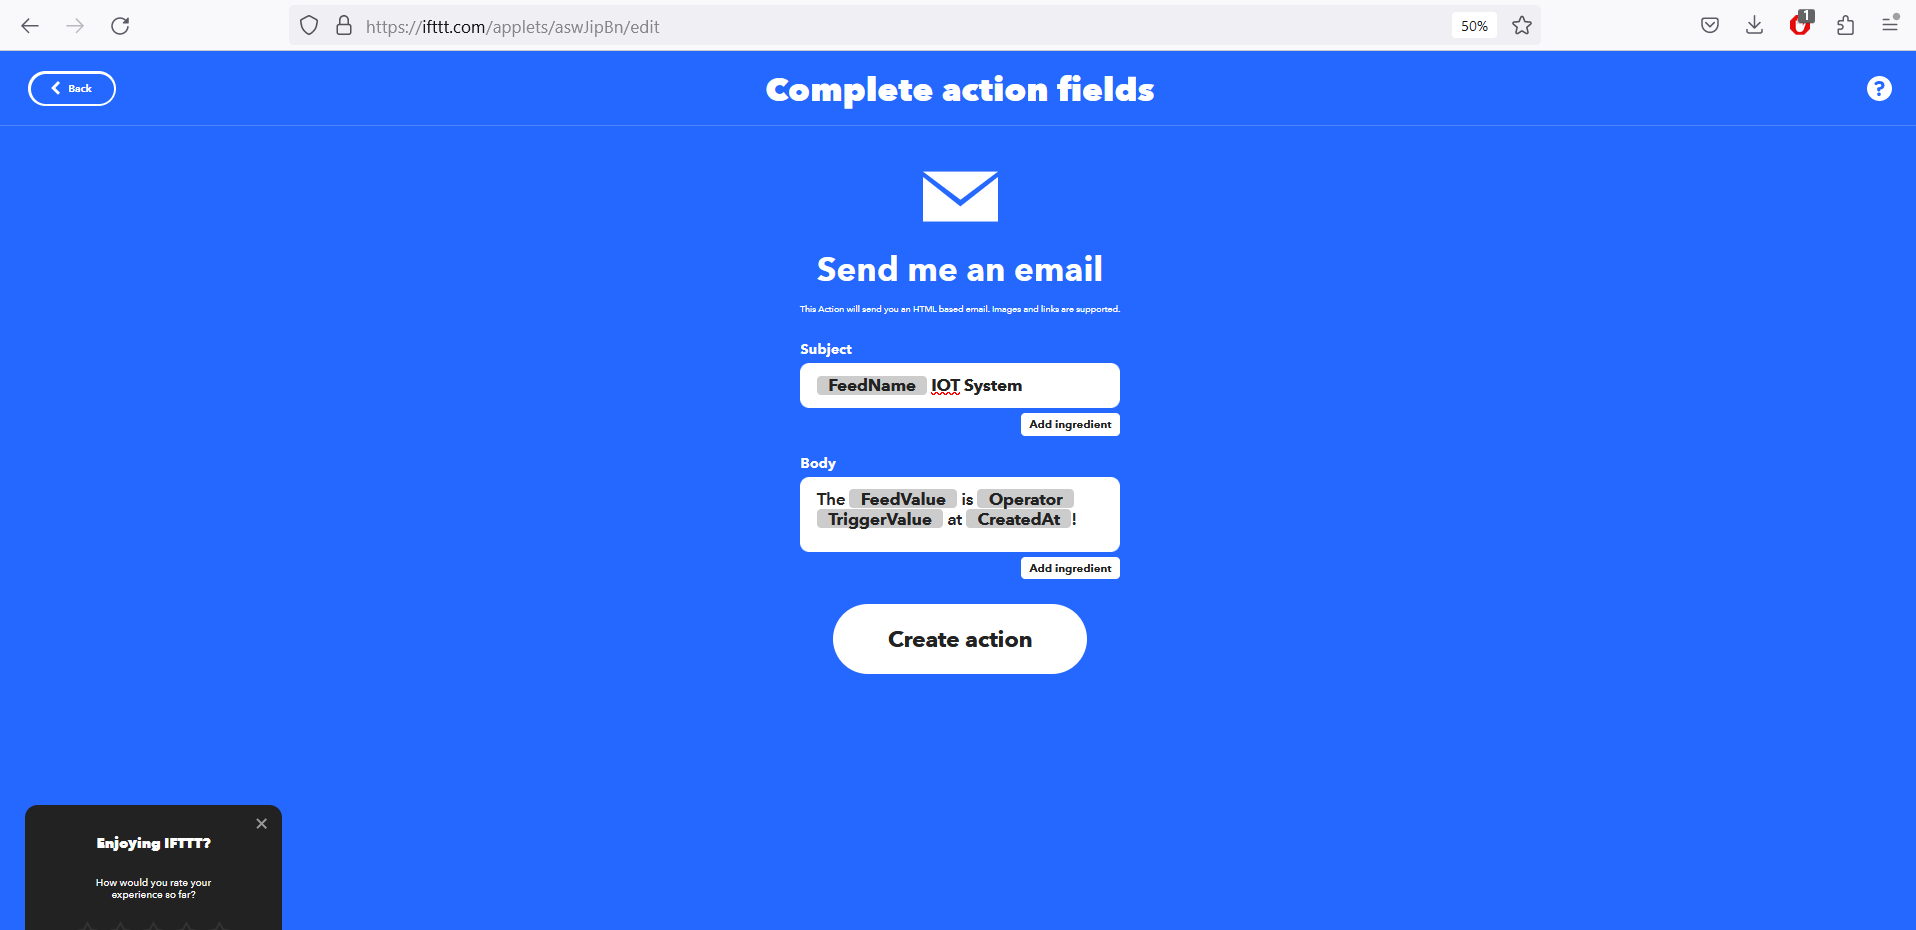 https://ifttt.com/applets/aswJipBn/edit
50%
1
Back
Complete action fields
?
Send me an email
This Action will send you an HTML based email. Images and links are supported.
Subject
FeedName IOT System
Add ingredient
Body
The FeedValue is Operator
TriggerValue at CreatedAt !
Add ingredient
Create action
Enjoying IFTTT?
How would you rate your
experience so far?